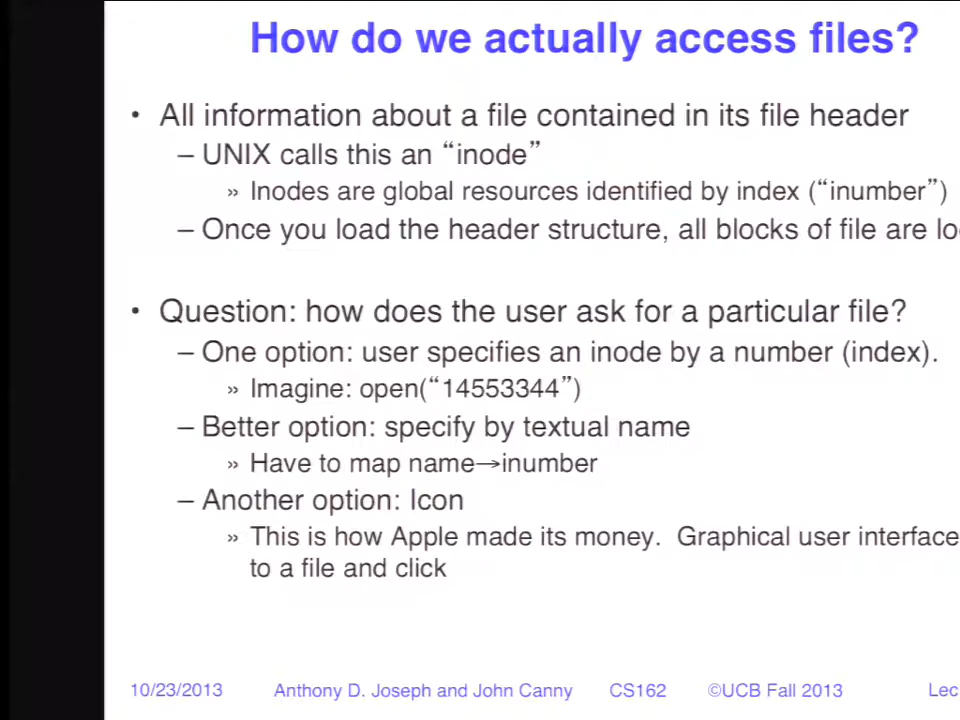 How do we actually access files?
• All information about a file contained in its file header
– UNIX calls this an “inode”
» Inodes are global resources identified by index (“inumber”)
– Once you load the header structure, all blocks of file are
• Question: how does the user ask for a particular file?
– One option: user specifies an inode by a number (index).
» Imagine: open(“14553344”)
– Better option: specify by textual name
» Have to map name→inumber
– Another option: Icon
» This is how Apple made its money. Graphical user interface
to a file and click
10/23/2013 Anthony D. Joseph and John Canny CS162 ©UCB Fall 2013